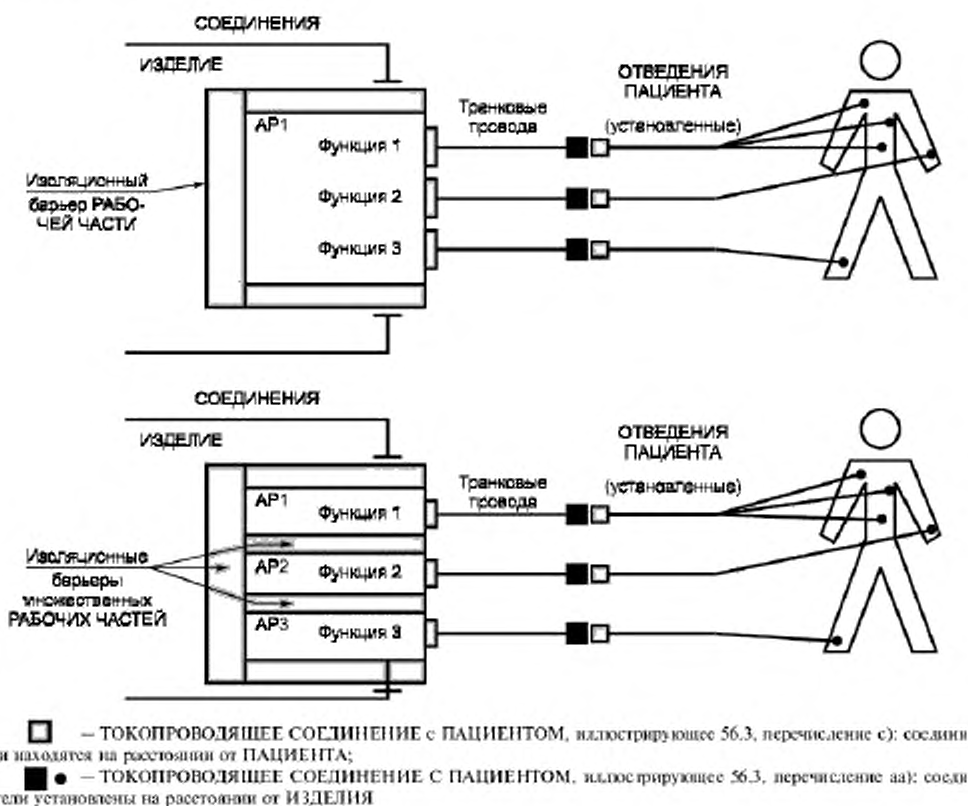 СОЕДИНЕНИЯ
ИЗДЕЛИЕ
AP1
Функция 1
Функция 2
Функция 3
Изоляционный
барьер РАБО-
ЧЕЙ ЧАСТИ
Транковые
провода
ОТВЕДЕНИЯ
ПАЦИЕНТА
(установленные)
СОЕДИНЕНИЯ
ИЗДЕЛИЕ
AP1
Функция 1
AP2
Функция 2
AP3
Функция 3
Изоляционные
барьеры
множественных
РАБОЧИХ ЧАСТЕЙ
Транковые
провода
ОТВЕДЕНИЯ
ПАЦИЕНТА
(установленные)
— ТОКОПРОВОДЯЩЕЕ СОЕДИНЕНИЕ с ПАЦИЕНТОМ, иллюстрирующее 56.3, перечисление с): соедини
и находятся на расстоянии от ПАЦИЕНТА;
— ТОКОПРОВОДЯЩЕЕ СОЕДИНЕНИЕ С ПАЦИЕНТОМ, иллюстрирующее 56.3, перечисление аа): соеди
тели установлены на расстоянии от ИЗДЕЛИЯ